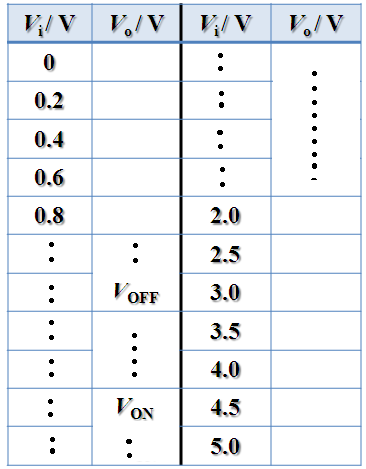 Vi / V Vo / V Vi / V Vo / V
0 ⋮ ⋮
0.2 ⋮
0.4 ⋮
0.6 ⋮
0.8 2.0
⋮ ⋮ 2.5
⋮ VOFF 3.0
⋮ ⋮ 3.5
⋮ 4.0
⋮ VON 4.5
⋮ ⋮ 5.0